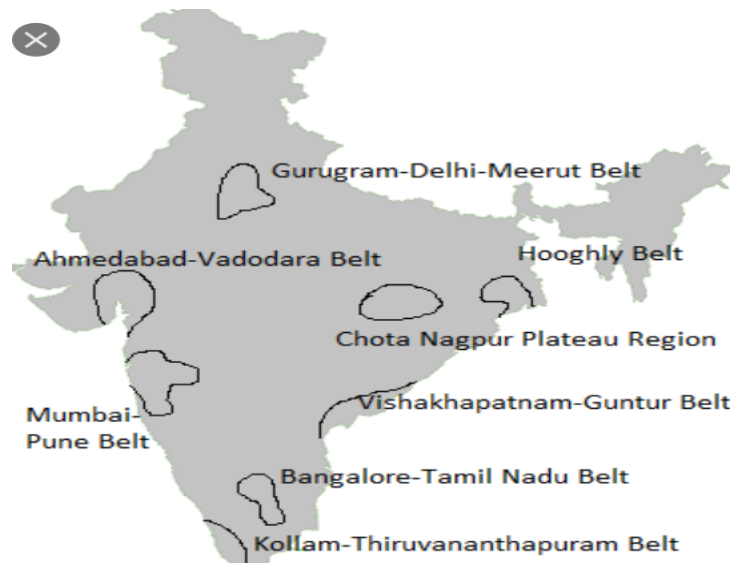 Gurugram-Delhi-Meerut Belt
Ahmedabad-Vadodara Belt
Hooghly Belt
Chota Nagpur Plateau Region
Vishakhapatnam-Guntur Belt
Mumbai-
Pune Belt
Bangalore-Tamil Nadu Belt
Kollam-Thiruvananthapuram Belt